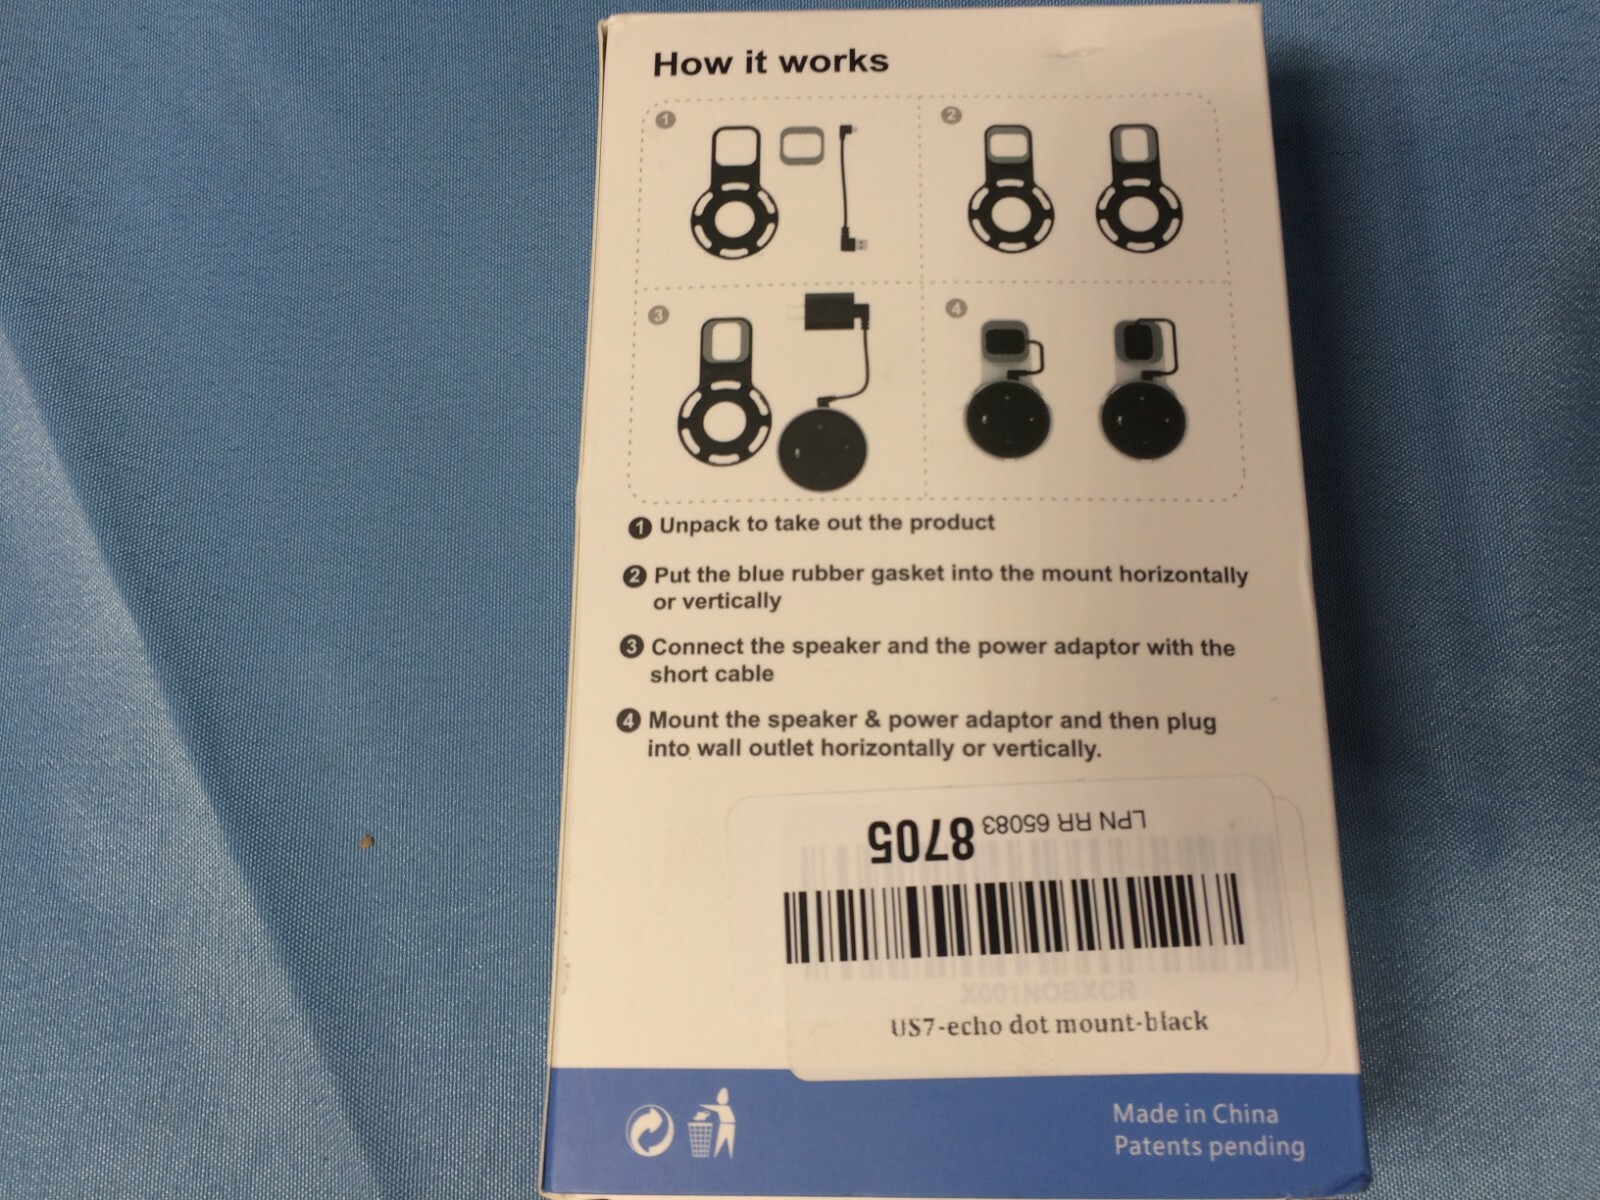 How it works
1
2
3
4
1 Unpack to take out the product
2 Put the blue rubber gasket into the mount horizontally
or vertically
3 Connect the speaker and the power adaptor with the
short cable
4 Mount the speaker & power adaptor and then plug
into wall outlet horizontally or vertically.
LPN RR 65083 8705
X001NOBXCR
US7-echo dot mount-black
Made in China
Patents pending